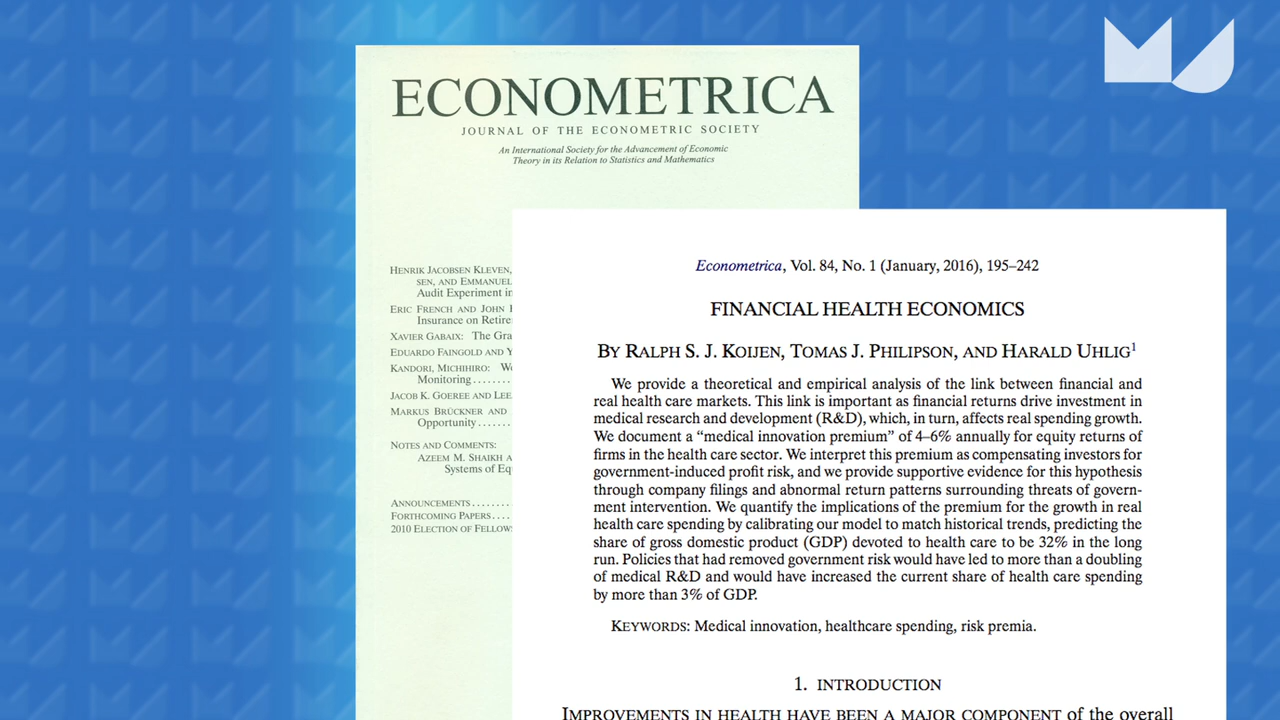 ECONOMETRICA
JOURNAL OF THE ECONOMETRIC SOCIETY
An International Society for the Advancement of Economic
Theory in its Relation to Statistics and Mathematics
HENRIK JACOBSEN KLEVEN,
SEN, AND EMMANUEL
Audit Experiment in
ERIC FRENCH AND JOHN
Insurance on Retire
XAVIER GABAIX: The Gra
EDUARDO FAINGOLD AND Y
KANDORI, MICHIHIRO: W
Monitoring........
JACOB K. GOEREE AND LEE
MARKUS BRÜCKNER AND
Opportunity.......
NOTES AND COMMENTS:
AZEEM M. SHAIKH A
Systems of Eq
ANNOUNCEMENTS........
FORTHCOMING PAPERS....
2010 ELECTION OF FELLOW
Econometrica, Vol. 84, No. 1 (January, 2016), 195–242
FINANCIAL HEALTH ECONOMICS
BY RALPH S. J. KOIJEN, TOMAS J. PHILIPSON, AND HARALD UHLIG1
We provide a theoretical and empirical analysis of the link between financial and
real health care markets. This link is important as financial returns drive investment in
medical research and development (R&D), which, in turn, affects real spending growth.
We document a “medical innovation premium” of 4–6% annually for equity returns of
firms in the health care sector. We interpret this premium as compensating investors for
government-induced profit risk, and we provide supportive evidence for this hypothesis
through company filings and abnormal return patterns surrounding threats of govern-
ment intervention. We quantify the implications of the premium for the growth in real
health care spending by calibrating our model to match historical trends, predicting the
share of gross domestic product (GDP) devoted to health care to be 32% in the long
run. Policies that had removed government risk would have led to more than a doubling
of medical R&D and would have increased the current share of health care spending
by more than 3% of GDP.
KEYWORDS: Medical innovation, healthcare spending, risk premia.
1. INTRODUCTION
IMPROVEMENTS IN HEALTH HAVE BEEN A MAJOR COMPONENT of the overall